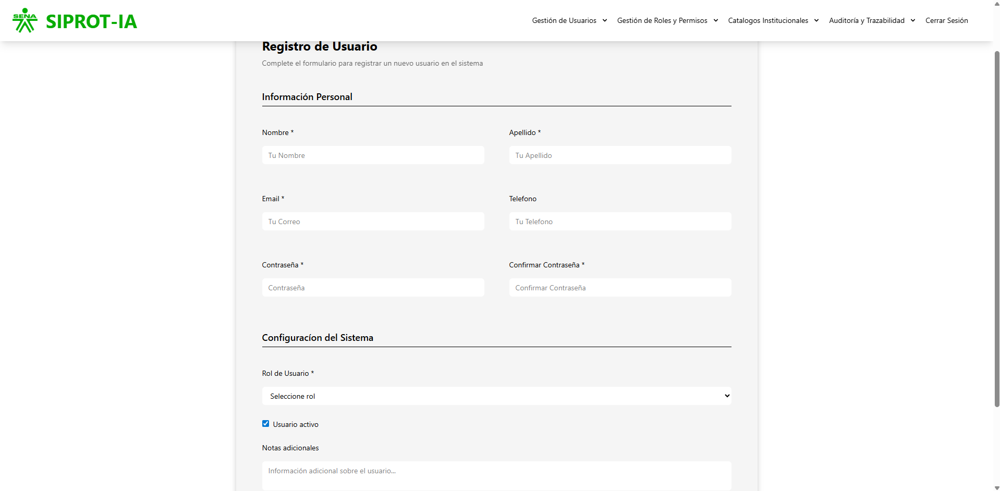 SENA SIPROT-IA Gestión de Usuarios Gestión de Roles y Permisos Catalogos Institucionales Auditoría y Trazabilidad Cerrar Sesión
Registro de Usuario
Complete el formulario para registrar un nuevo usuario en el sistema
Información Personal
Nombre * Apellido *
Tu Nombre Tu Apellido
Email * Telefono
Tu Correo Tu Telefono
Contraseña * Confirmar Contraseña *
Contraseña Confirmar Contraseña
Configuracíon del Sistema
Rol de Usuario *
Seleccione rol
Usuario activo
Notas adicionales
Información adicional sobre el usuario...